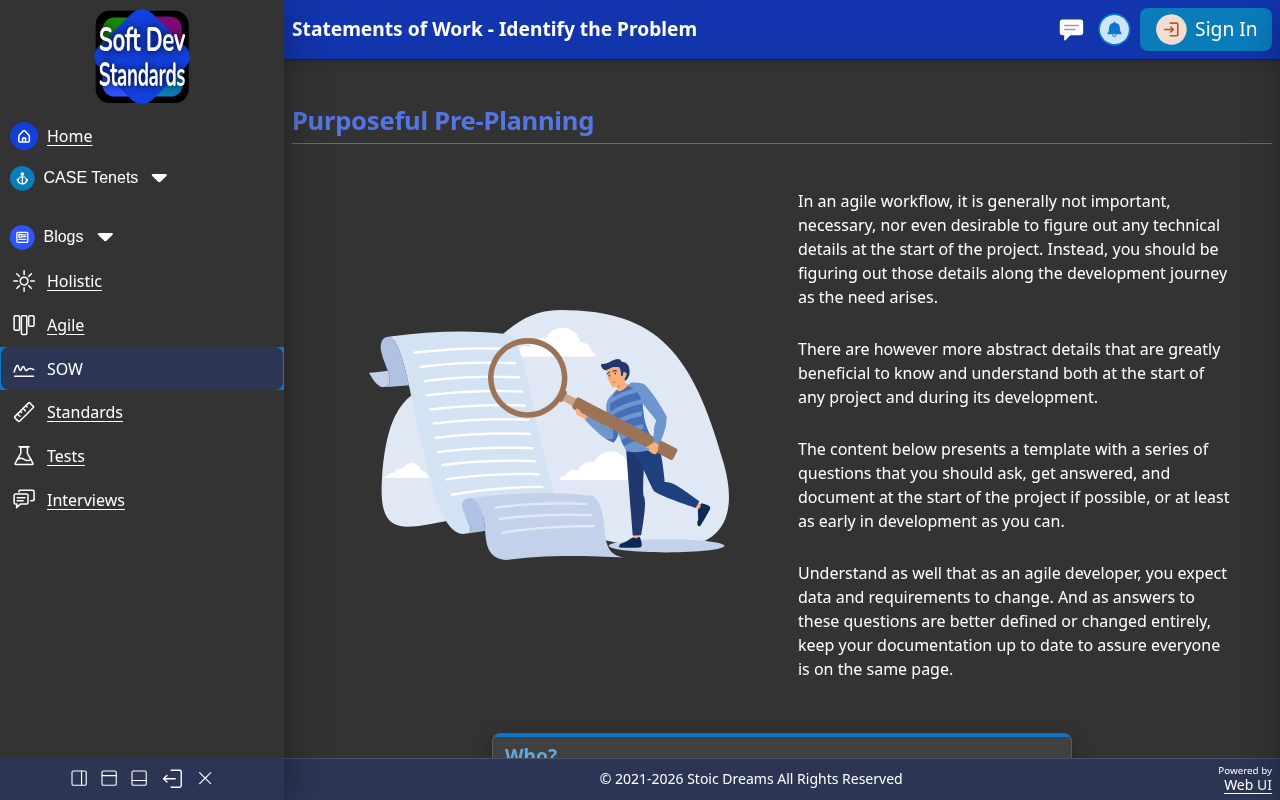 Soft Dev
Standards
Home
CASE Tenets
Blogs
Holistic
Agile
SOW
Standards
Tests
Interviews
Statements of Work - Identify the Problem
Sign In
Purposeful Pre-Planning
In an agile workflow, it is generally not important,
necessary, nor even desirable to figure out any technical
details at the start of the project. Instead, you should be
figuring out those details along the development journey
as the need arises.
There are however more abstract details that are greatly
beneficial to know and understand both at the start of
any project and during its development.
The content below presents a template with a series of
questions that you should ask, get answered, and
document at the start of the project if possible, or at least
as early in development as you can.
Understand as well that as an agile developer, you expect
data and requirements to change. And as answers to
these questions are better defined or changed entirely,
keep your documentation up to date to assure everyone
is on the same page.
Who?
© 2021-2026 Stoic Dreams All Rights Reserved
Powered by
Web UI